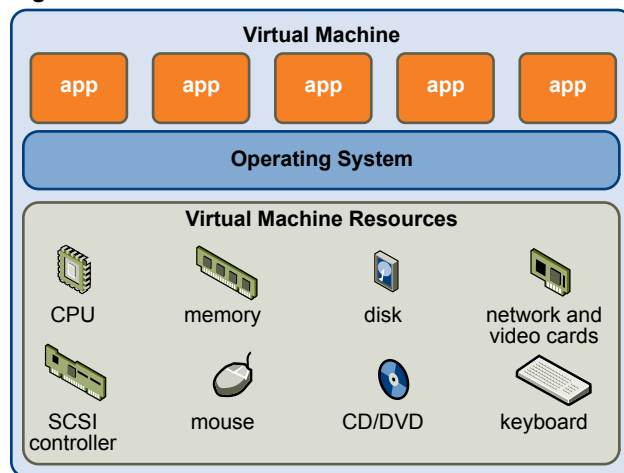 Virtual Machine
app app app app app
Operating System
Virtual Machine Resources
CPU memory disk network and
video cards
SCSI mouse CD/DVD keyboard
controller